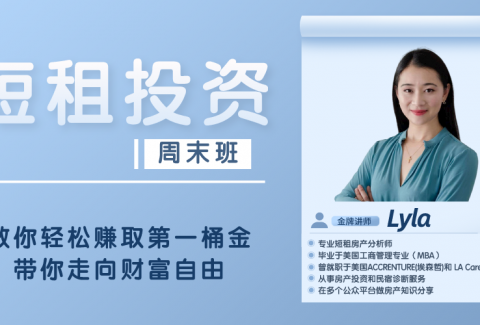 短租投资
周末班
教你轻松赚取第一桶金
带你走向财富自由
金牌讲师 Lyla
专业短租房产分析师
毕业于美国工商管理专业（MBA）
曾就职于美国ACCRENTURE(埃森哲)和 LA Care
从事房产投资和民宿诊断服务
在多个公众平台做房产知识分享